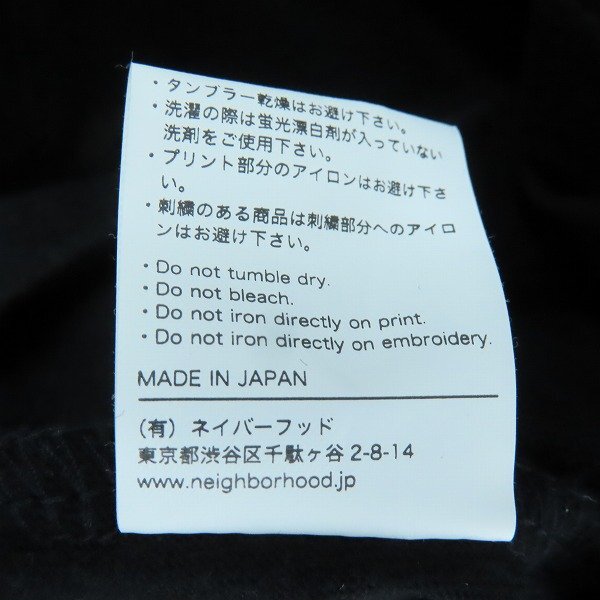 ・タンブラー乾燥はお避け下さい。
・洗濯の際は蛍光漂白剤が入っていない
洗剤をご使用下さい。
・プリント部分のアイロンはお避け下さ
い。
・刺繍のある商品は刺繍部分へのアイロ
ンはお避け下さい。
・Do not tumble dry.
・Do not bleach.
・Do not iron directly on print.
・Do not iron directly on embroidery.
MADE IN JAPAN
（有）ネイバーフッド
東京都渋谷区千駄ヶ谷2-8-14
www.neighborhood.jp